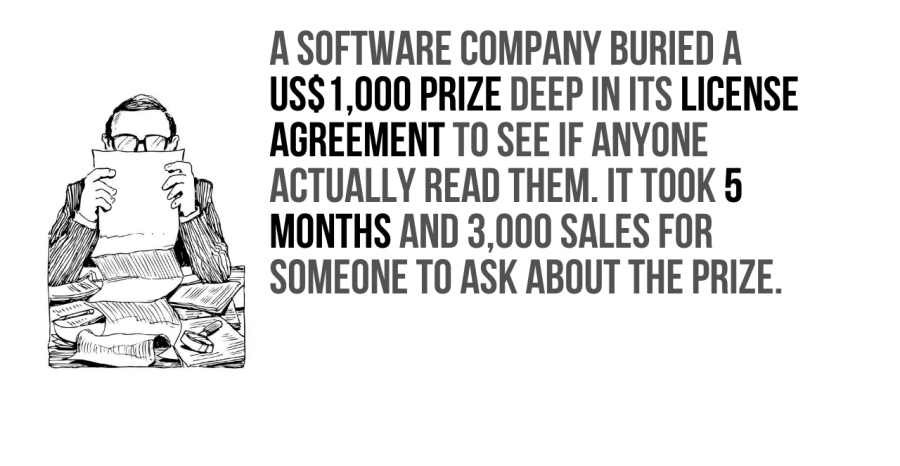 A SOFTWARE COMPANY BURIED A
US$1,000 PRIZE DEEP IN ITS LICENSE
AGREEMENT TO SEE IF ANYONE
ACTUALLY READ THEM. IT TOOK 5
MONTHS AND 3,000 SALES FOR
SOMEONE TO ASK ABOUT THE PRIZE.